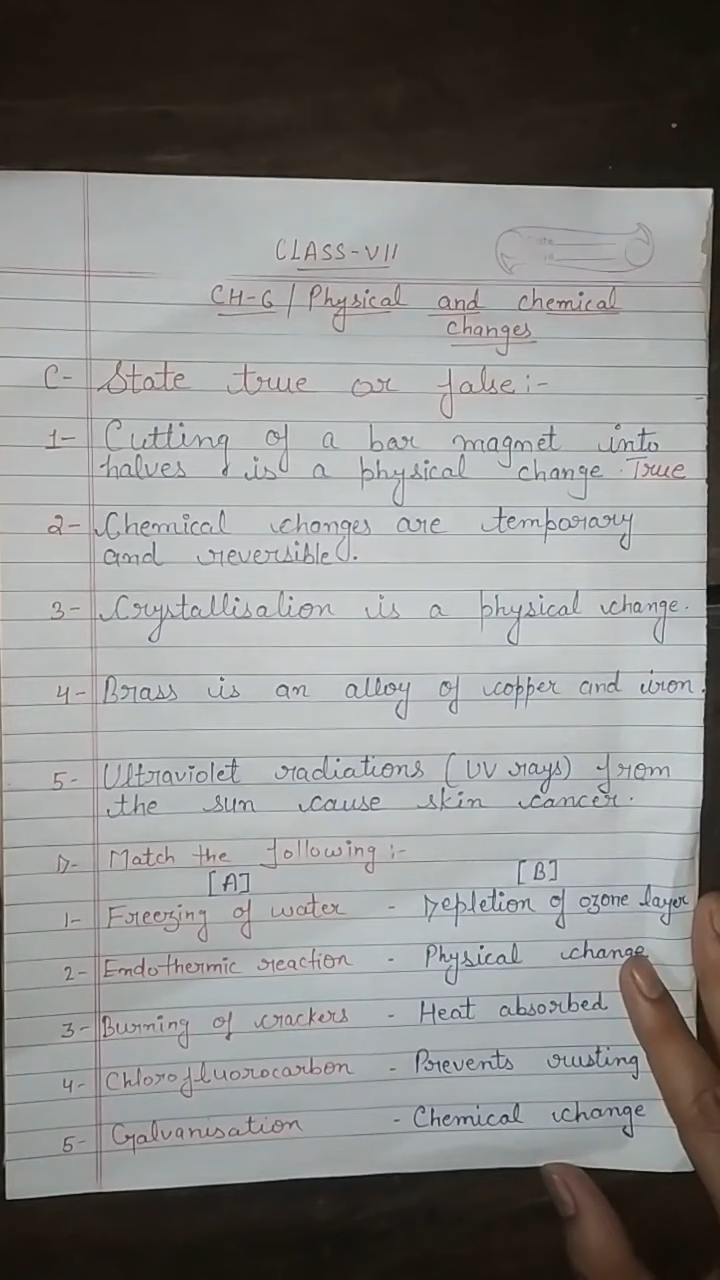 CLASS-VII
CH-6/Physical and chemical
changes
C- State true or false:-
1- Cutting of a bar magnet into
halves is a physical change. True
2- Chemical changes are temporary
and reversible.
3- Crystallisation is a physical change.
4- Brass is an alloy of copper and iron.
5- Ultraviolet radiations (UV rays) from
the sun cause skin cancer.
D- Match the following:-
[A] [B]
1- Freezing of water - Depletion of ozone layer
2- Endothermic reaction - Physical change
3- Burning of crackers - Heat absorbed
4- Chlorofluorocarbon - Prevents rusting
5- Galvanisation - Chemical change